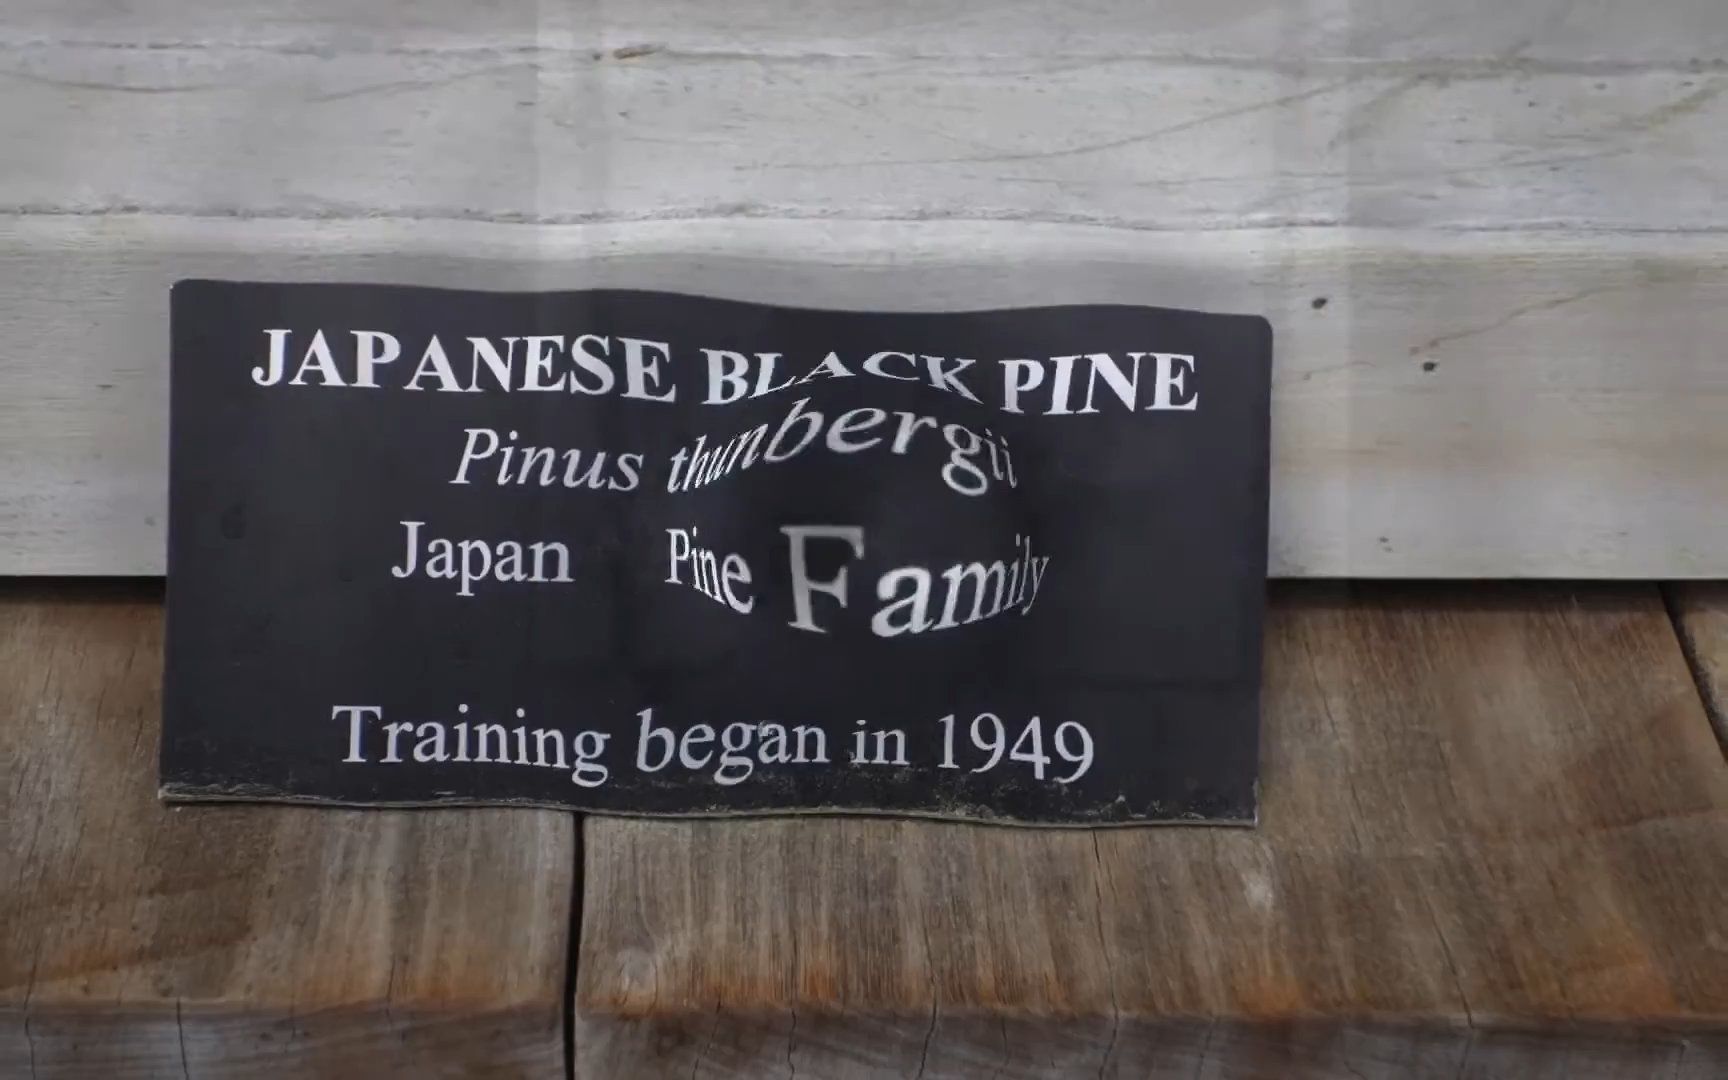 JAPANESE BLACK PINE
Pinus thunbergii
Japan Pine Family
Training began in 1949